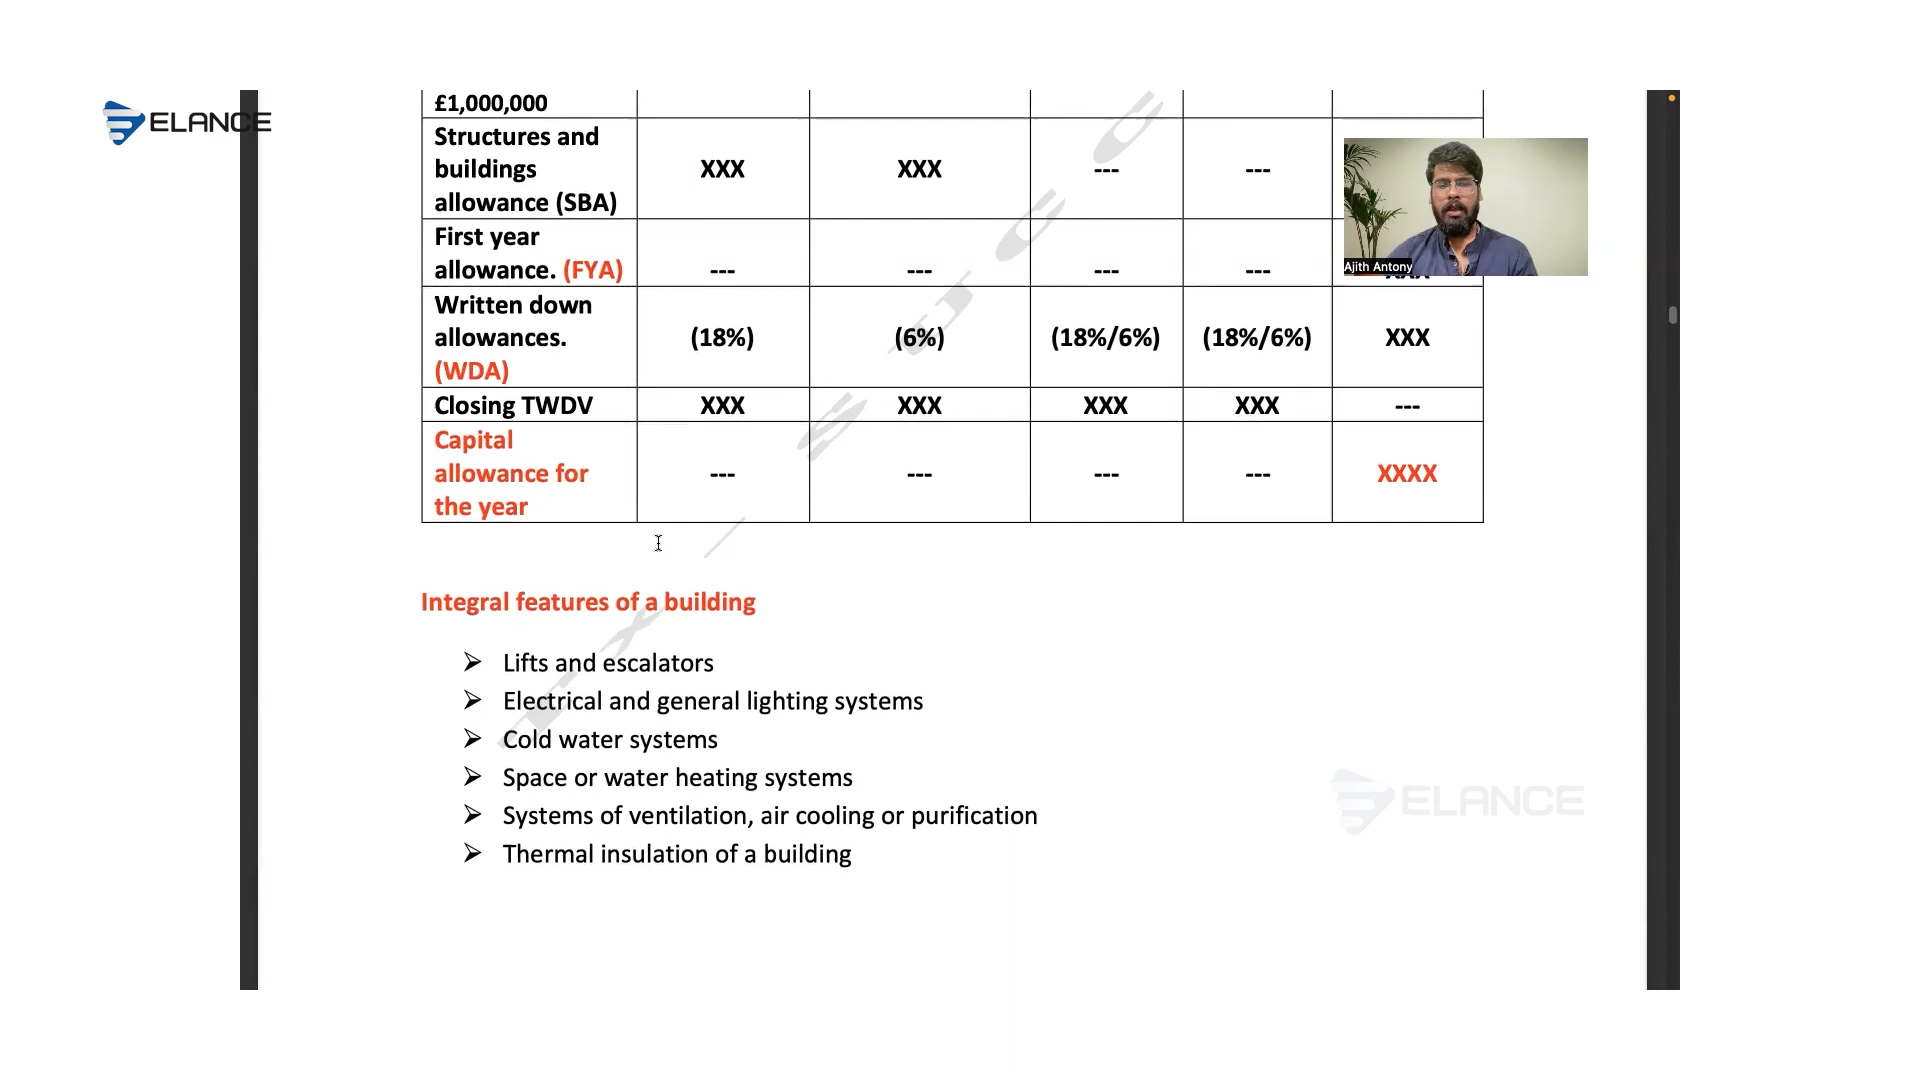 ELANCE
£1,000,000
Structures and
buildings
allowance (SBA)
XXX
XXX
---
---
First year
allowance. (FYA)
---
---
---
---
Ajith Antony
Written down
allowances.
(WDA)
(18%)
(6%)
(18%/6%)
(18%/6%)
XXX
Closing TWDV
XXX
XXX
XXX
XXX
---
Capital
allowance for
the year
---
---
---
---
XXXX
Integral features of a building
Lifts and escalators
Electrical and general lighting systems
Cold water systems
Space or water heating systems
Systems of ventilation, air cooling or purification
Thermal insulation of a building
ELANCE